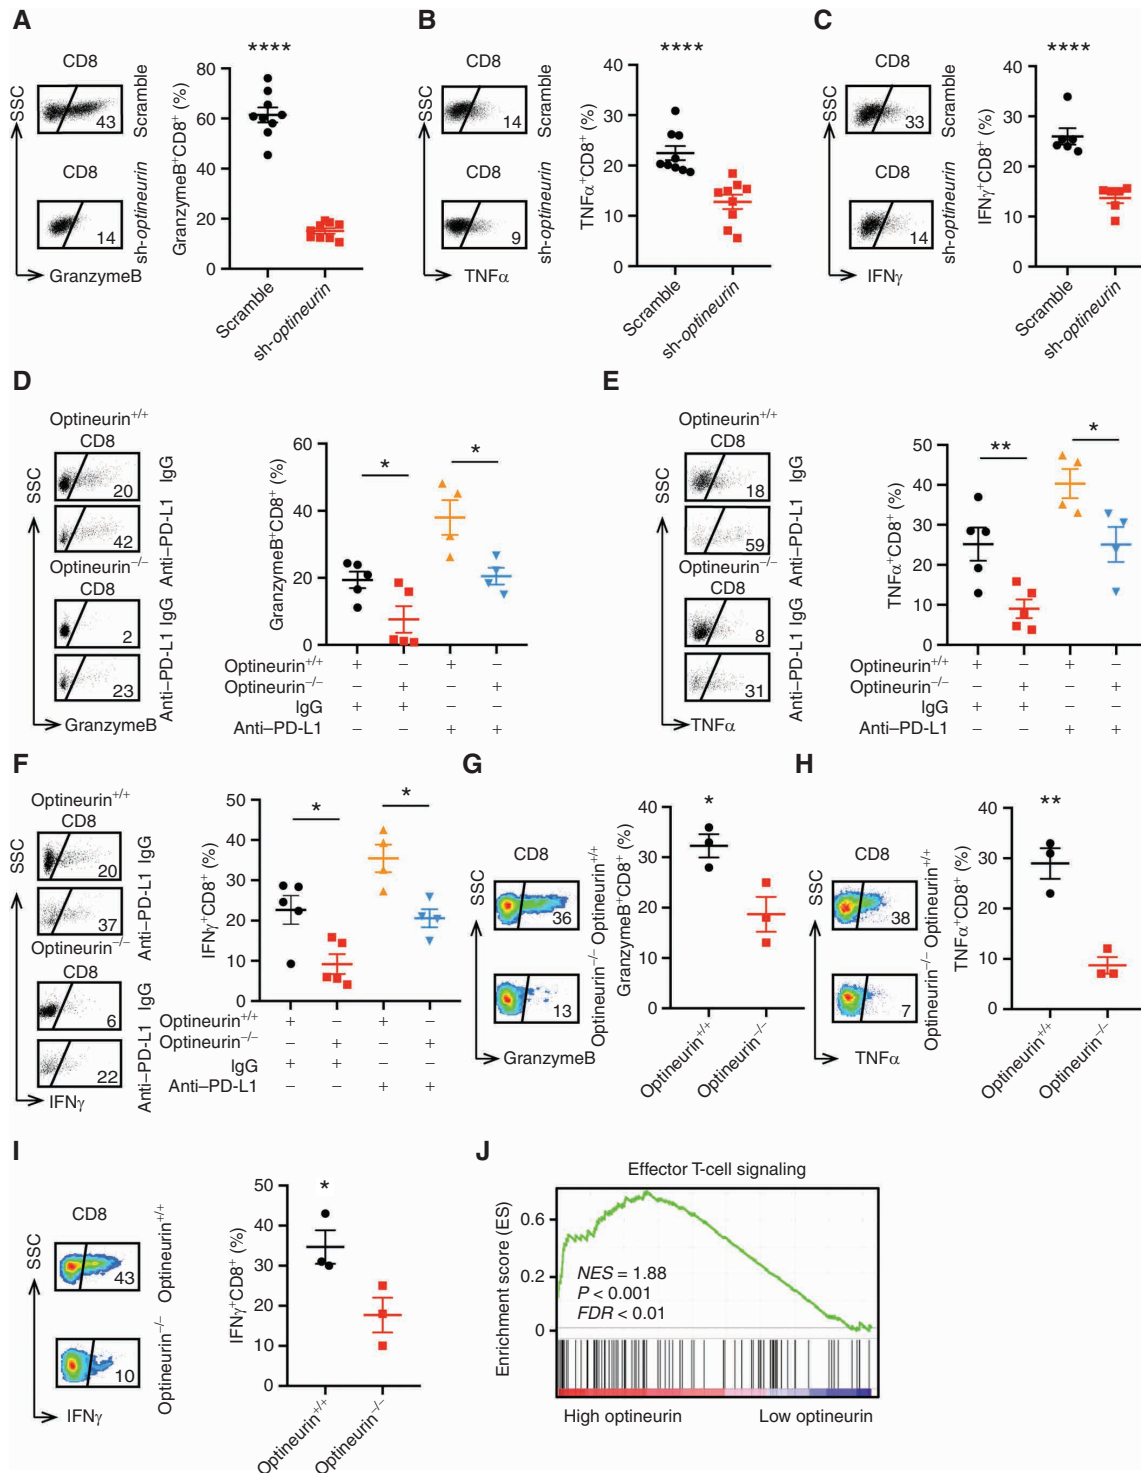 A
CD8
SSC
43
Scramble
CD8
14
sh-optineurin
GranzymeB
****
GranzymeB+CD8+ (%)
80
60
40
20
0
Scramble
sh-optineurin
B
CD8
SSC
14
Scramble
CD8
9
sh-optineurin
TNFα
****
TNFα+CD8+ (%)
40
30
20
10
0
Scramble
sh-optineurin
C
CD8
SSC
33
Scramble
CD8
14
sh-optineurin
IFNγ
****
IFNγ+CD8+ (%)
40
30
20
10
0
Scramble
sh-optineurin
D
Optineurin+/+
CD8
SSC
20
IgG
42
Anti–PD-L1
Optineurin−/−
CD8
2
IgG
23
Anti–PD-L1
GranzymeB
GranzymeB+CD8+ (%)
60
40
20
0
* *
Optineurin+/+ + − + −
Optineurin−/− − + − +
IgG + + − −
Anti–PD-L1 − − + +
E
Optineurin+/+
CD8
SSC
18
IgG
59
Anti–PD-L1
Optineurin−/−
CD8
8
IgG
31
Anti–PD-L1
TNFα
TNFα+CD8+ (%)
50
40
30
20
10
0
** *
Optineurin+/+ + − + −
Optineurin−/− − + − +
IgG + + − −
Anti–PD-L1 − − + +
F
Optineurin+/+
CD8
SSC
20
IgG
37
Anti–PD-L1
Optineurin−/−
CD8
6
IgG
22
Anti–PD-L1
IFNγ
IFNγ+CD8+ (%)
50
40
30
20
10
0
* *
Optineurin+/+ + − + −
Optineurin−/− − + − +
IgG + + − −
Anti–PD-L1 − − + +
G
CD8
SSC
36
Optineurin+/+
13
Optineurin−/−
GranzymeB
*
GranzymeB+CD8+ (%)
40
30
20
10
0
Optineurin+/+
Optineurin−/−
H
CD8
SSC
38
Optineurin+/+
7
Optineurin−/−
TNFα
**
TNFα+CD8+ (%)
40
30
20
10
0
Optineurin+/+
Optineurin−/−
I
CD8
SSC
43
Optineurin+/+
10
Optineurin−/−
IFNγ
*
IFNγ+CD8+ (%)
50
40
30
20
10
0
Optineurin+/+
Optineurin−/−
J
Effector T-cell signaling
Enrichment score (ES)
0.6
0.2
0
NES = 1.88
P < 0.001
FDR < 0.01
High optineurin
Low optineurin